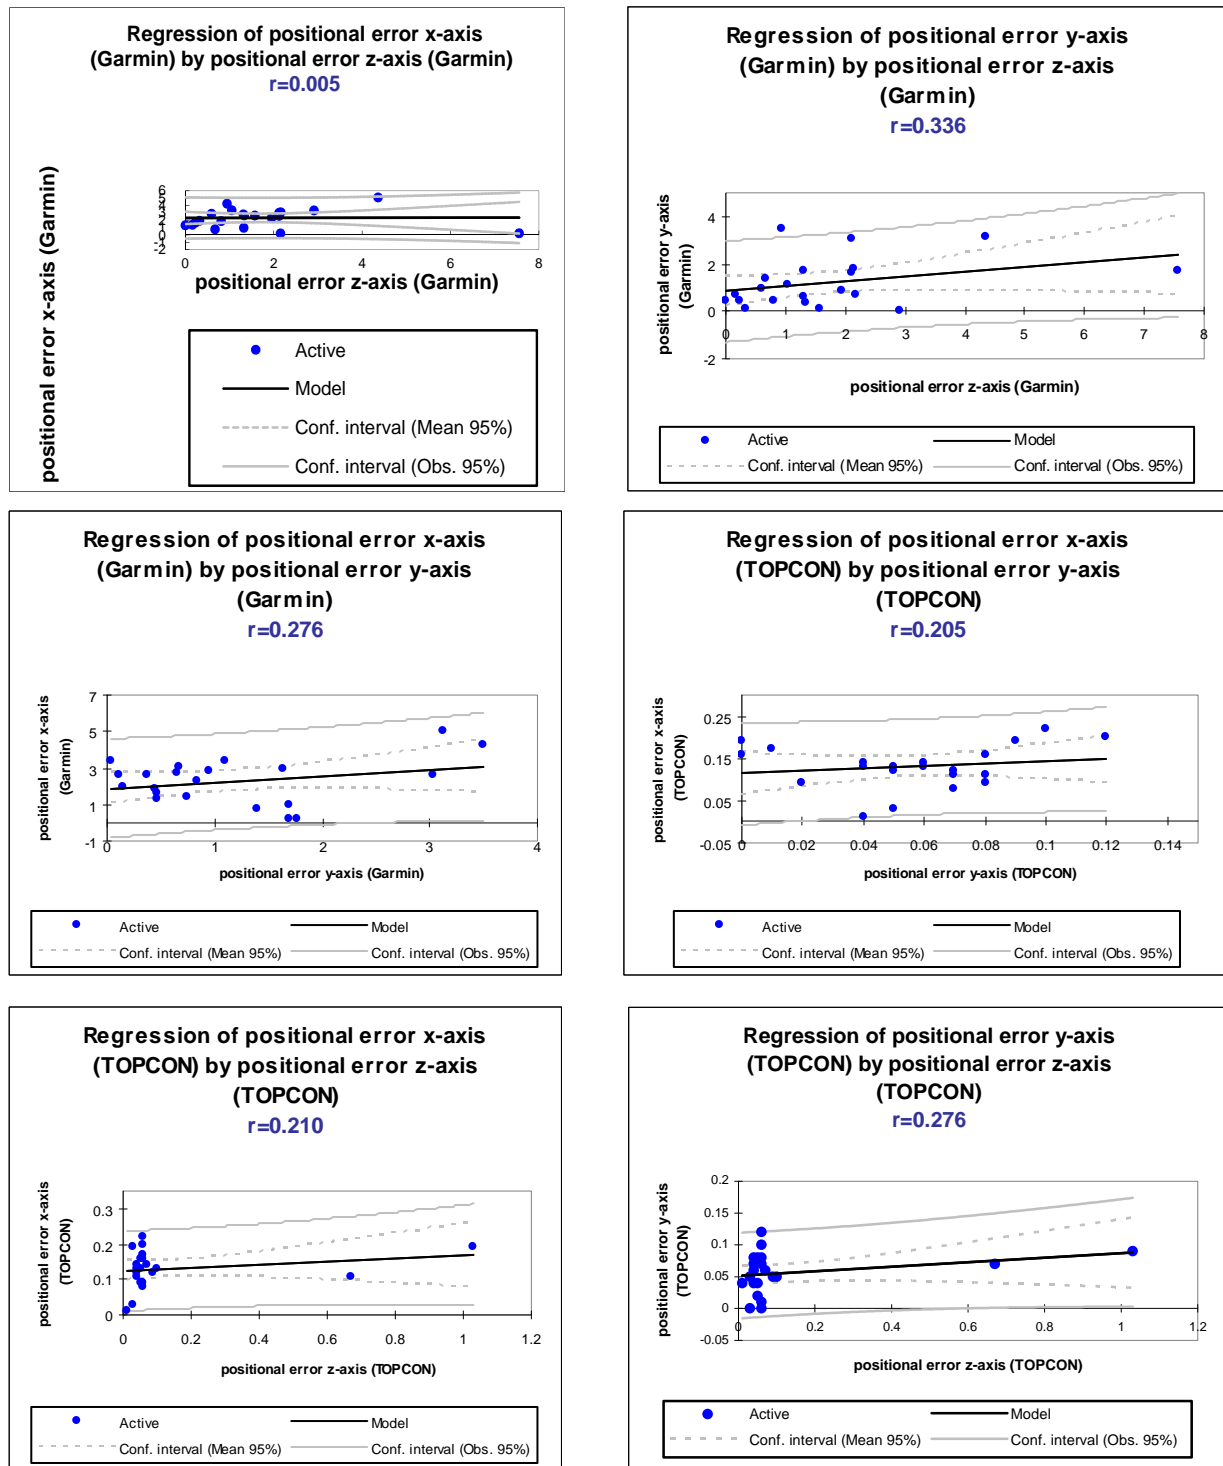 Regression of positional error x-axis
(Garmin) by positional error z-axis (Garmin)
r=0.005
positional error x-axis (Garmin)
6
5
4
3
2
1
0
-1
-2
0 2 4 6 8
positional error z-axis (Garmin)
Active
Model
Conf. interval (Mean 95%)
Conf. interval (Obs. 95%)
Regression of positional error y-axis
(Garmin) by positional error z-axis
(Garmin)
r=0.336
positional error y-axis
(Garmin)
4
2
0
-2
0 1 2 3 4 5 6 7 8
positional error z-axis (Garmin)
Active Model
Conf. interval (Mean 95%) Conf. interval (Obs. 95%)
Regression of positional error x-axis
(Garmin) by positional error y-axis
(Garmin)
r=0.276
positional error x-axis
(Garmin)
7
5
3
1
-1
0 1 2 3 4
positional error y-axis (Garmin)
Active Model
Conf. interval (Mean 95%) Conf. interval (Obs. 95%)
Regression of positional error x-axis
(TOPCON) by positional error y-axis
(TOPCON)
r=0.205
positional error x-axis
(TOPCON)
0.25
0.15
0.05
-0.05
0 0.02 0.04 0.06 0.08 0.10 0.12 0.14
positional error y-axis (TOPCON)
Active Model
Conf. interval (Mean 95%) Conf. interval (Obs. 95%)
Regression of positional error x-axis
(TOPCON) by positional error z-axis
(TOPCON)
r=0.210
positional error x-axis
(TOPCON)
0.3
0.2
0.1
0
0 0.2 0.4 0.6 0.8 1 1.2
positional error z-axis (TOPCON)
Active Model
Conf. interval (Mean 95%) Conf. interval (Obs. 95%)
Regression of positional error y-axis
(TOPCON) by positional error z-axis
(TOPCON)
r=0.276
positional error y-axis
(TOPCON)
0.2
0.15
0.1
0.05
0
-0.05
0 0.2 0.4 0.6 0.8 1 1.2
positional error z-axis (TOPCON)
Active Model
Conf. interval (Mean 95%) Conf. interval (Obs. 95%)